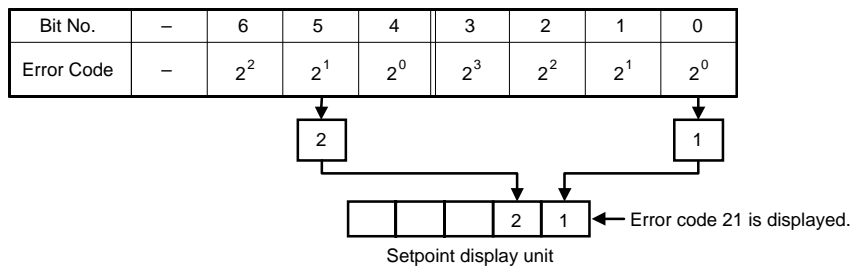 Bit No. – 6 5 4 3 2 1 0
Error Code – 2² 2¹ 2⁰ 2³ 2² 2¹ 2⁰
2 1
2 1 Error code 21 is displayed.
Setpoint display unit